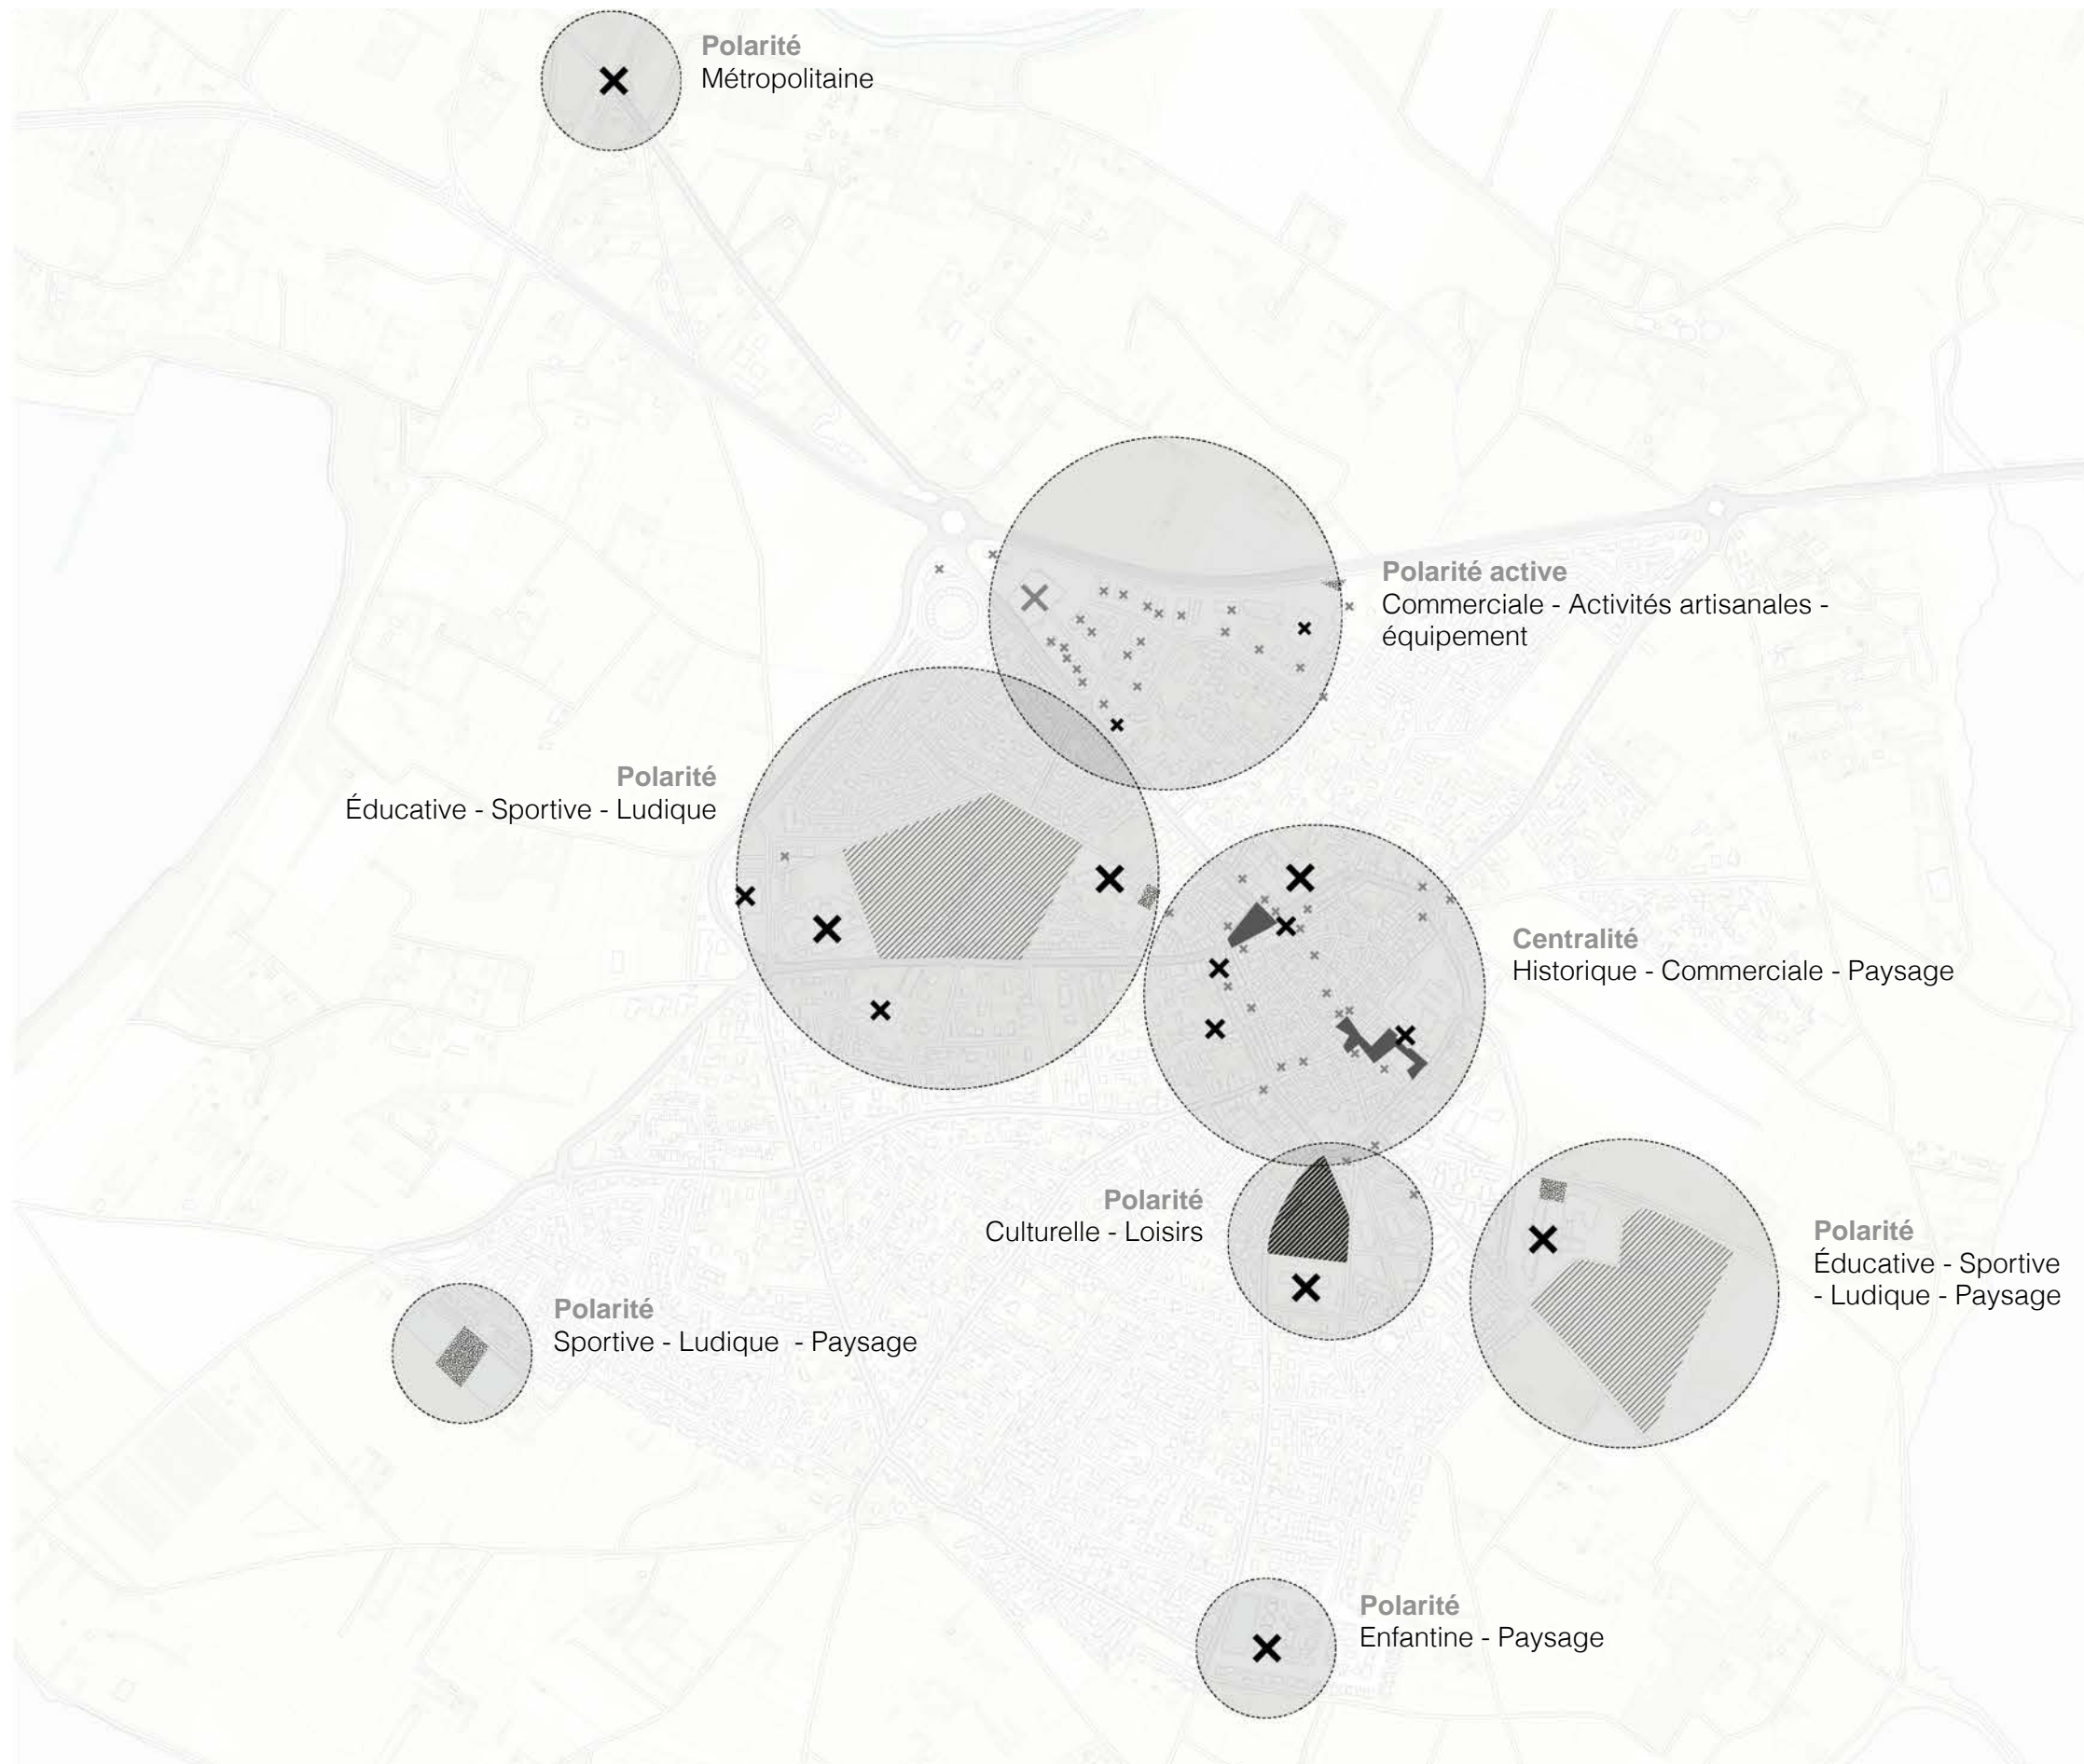 Polarité
Métropolitaine
Polarité active
Commerciale - Activités artisanales -
équipement
Polarité
Éducative - Sportive - Ludique
Centralité
Historique - Commerciale - Paysage
Polarité
Culturelle - Loisirs
Polarité
Éducative - Sportive
- Ludique - Paysage
Polarité
Sportive - Ludique  - Paysage
Polarité
Enfantine - Paysage